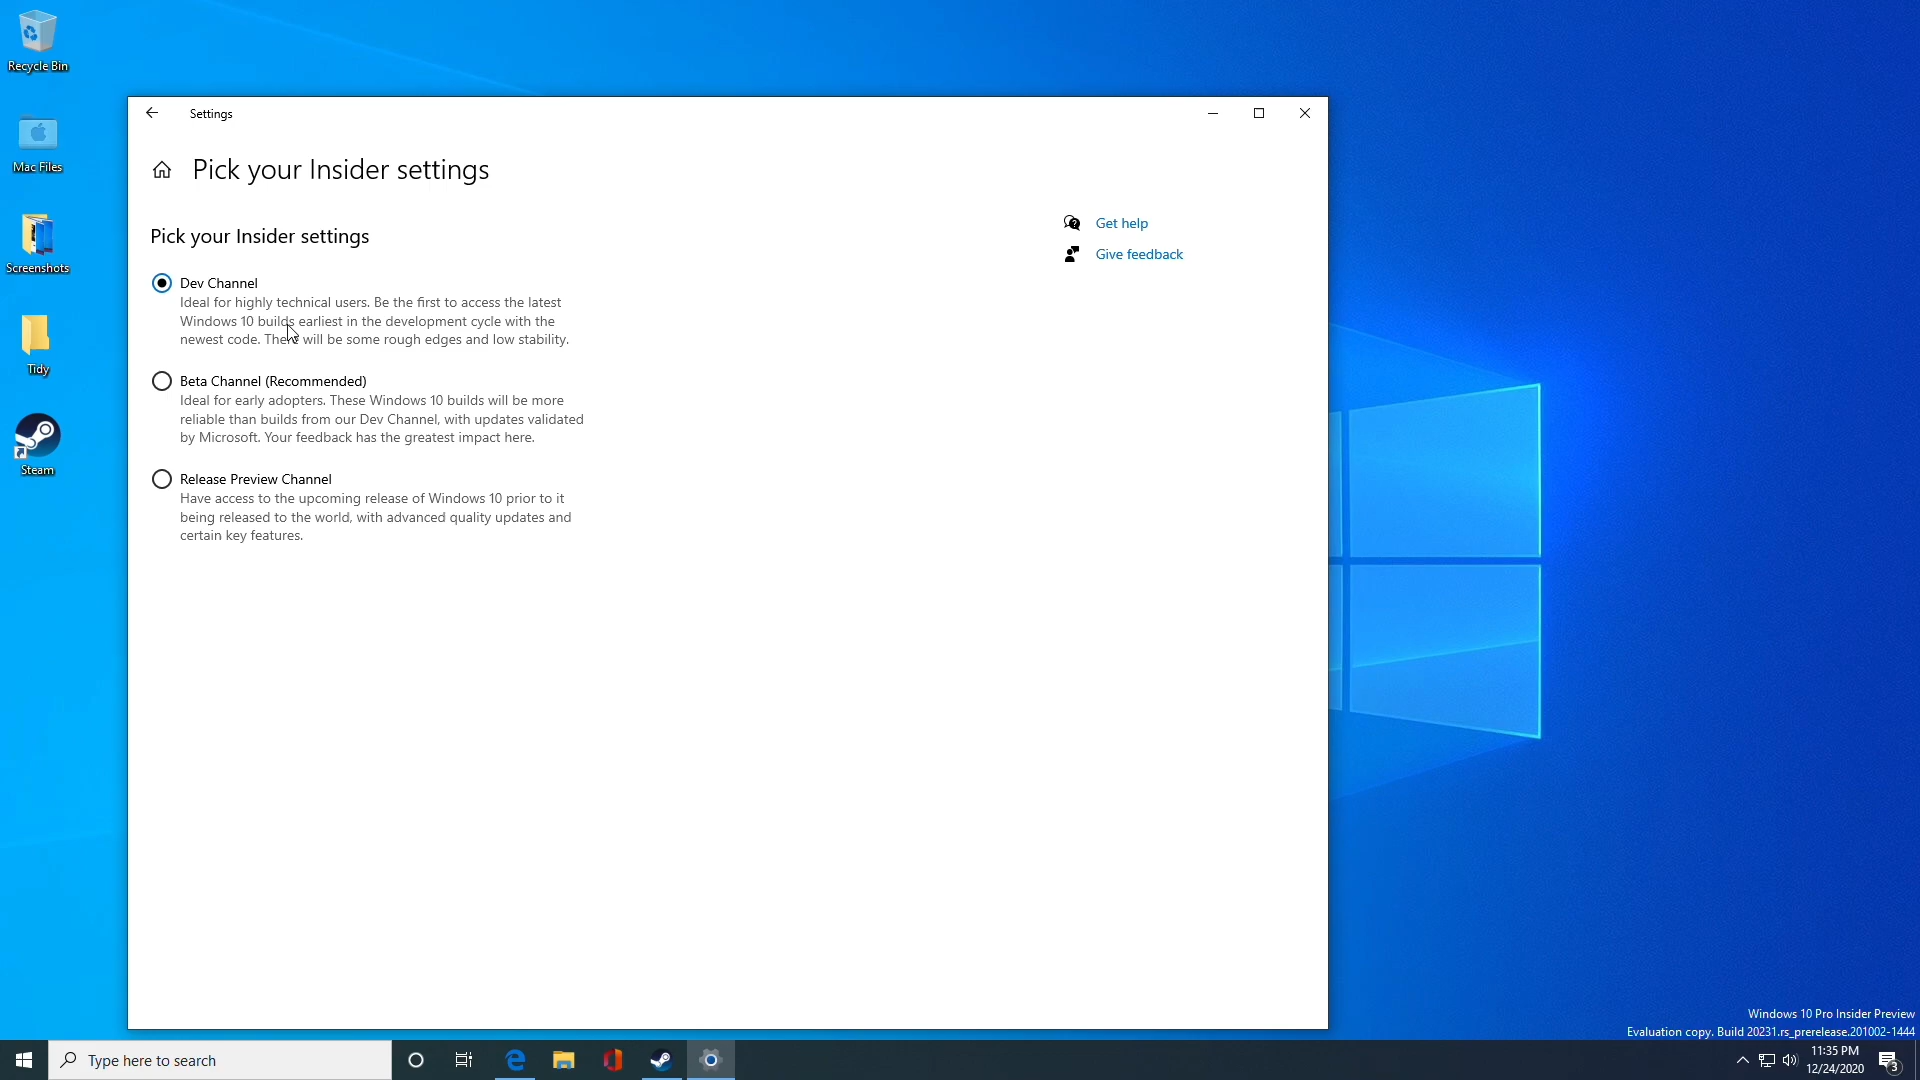 Recycle Bin
Mac Files
Screenshots
Tidy
Steam
Settings
Pick your Insider settings
Pick your Insider settings
Dev Channel
Ideal for highly technical users. Be the first to access the latest
Windows 10 builds earliest in the development cycle with the
newest code. There will be some rough edges and low stability.
Beta Channel (Recommended)
Ideal for early adopters. These Windows 10 builds will be more
reliable than builds from our Dev Channel, with updates validated
by Microsoft. Your feedback has the greatest impact here.
Release Preview Channel
Have access to the upcoming release of Windows 10 prior to it
being released to the world, with advanced quality updates and
certain key features.
Get help
Give feedback
Windows 10 Pro Insider Preview
Evaluation copy. Build 20231.rs_prerelease.201002-1444
Type here to search
11:35 PM
12/24/2020
3